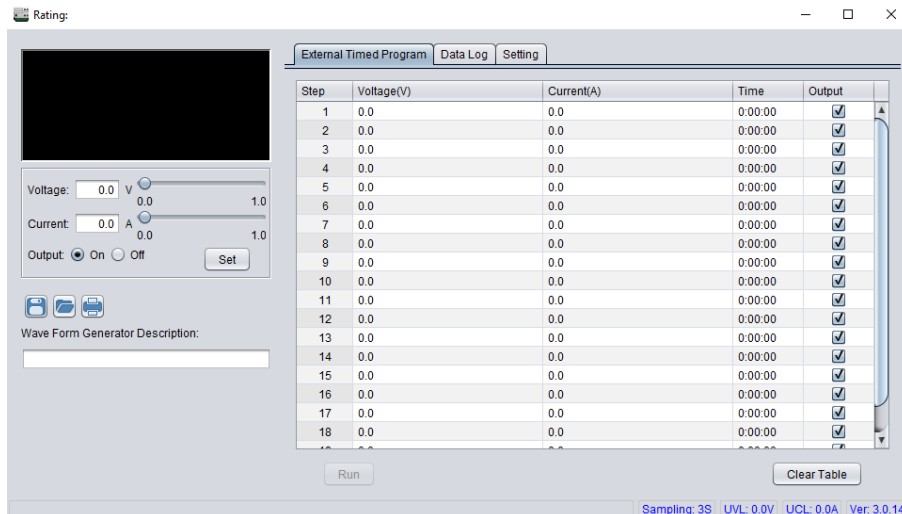 Rating:
External Timed Program Data Log Setting
Step Voltage(V) Current(A) Time Output
1 0.0 0.0 0:00:00
2 0.0 0.0 0:00:00
3 0.0 0.0 0:00:00
4 0.0 0.0 0:00:00
5 0.0 0.0 0:00:00
6 0.0 0.0 0:00:00
7 0.0 0.0 0:00:00
8 0.0 0.0 0:00:00
9 0.0 0.0 0:00:00
10 0.0 0.0 0:00:00
11 0.0 0.0 0:00:00
12 0.0 0.0 0:00:00
13 0.0 0.0 0:00:00
14 0.0 0.0 0:00:00
15 0.0 0.0 0:00:00
16 0.0 0.0 0:00:00
17 0.0 0.0 0:00:00
18 0.0 0.0 0:00:00
Voltage: 0.0 V
0.0 1.0
Current: 0.0 A
0.0 1.0
Output: On Off Set
Wave Form Generator Description:
Run Clear Table
Sampling: 3S UVL: 0.0V UCL: 0.0A Ver: 3.0.14